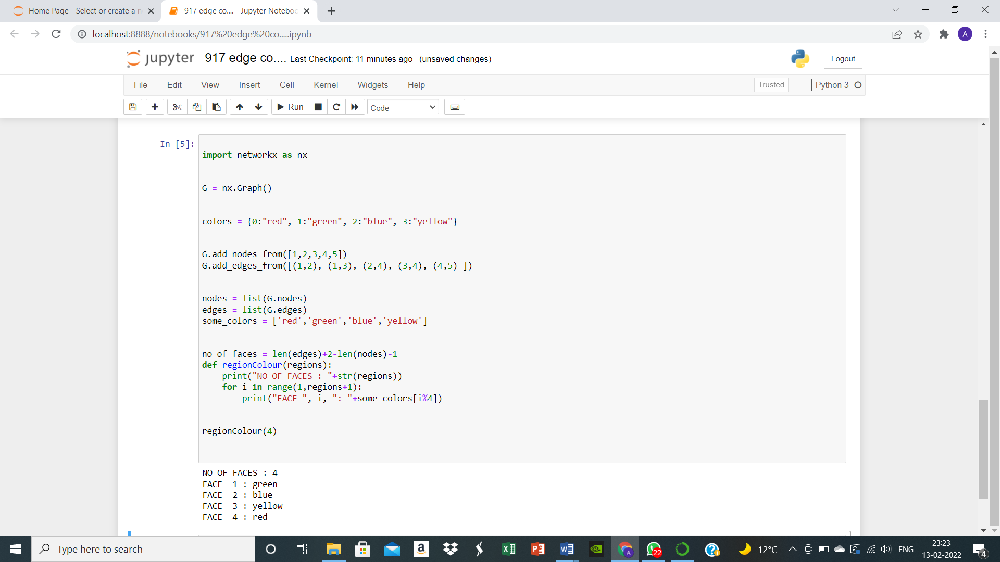 Home Page - Select or create a n
917 edge co.... - Jupyter Noteboo
localhost:8888/notebooks/917%20edge%20co.....ipynb
A
jupyter 917 edge co.... Last Checkpoint: 11 minutes ago (unsaved changes)
Logout
File Edit View Insert Cell Kernel Widgets Help
Trusted
Python 3
Run
Code
In [5]:
import networkx as nx
G = nx.Graph()
colors = {0:"red", 1:"green", 2:"blue", 3:"yellow"}
G.add_nodes_from([1,2,3,4,5])
G.add_edges_from([(1,2), (1,3), (2,4), (3,4), (4,5) ])
nodes = list(G.nodes)
edges = list(G.edges)
some_colors = ['red','green','blue','yellow']
no_of_faces = len(edges)+2-len(nodes)-1
def regionColour(regions):
    print("NO OF FACES : "+str(regions))
    for i in range(1,regions+1):
        print("FACE ", i, ": "+some_colors[i%4])
regionColour(4)
NO OF FACES : 4
FACE  1 : green
FACE  2 : blue
FACE  3 : yellow
FACE  4 : red
Type here to search
22
12°C
ENG
23:23
13-02-2022
4